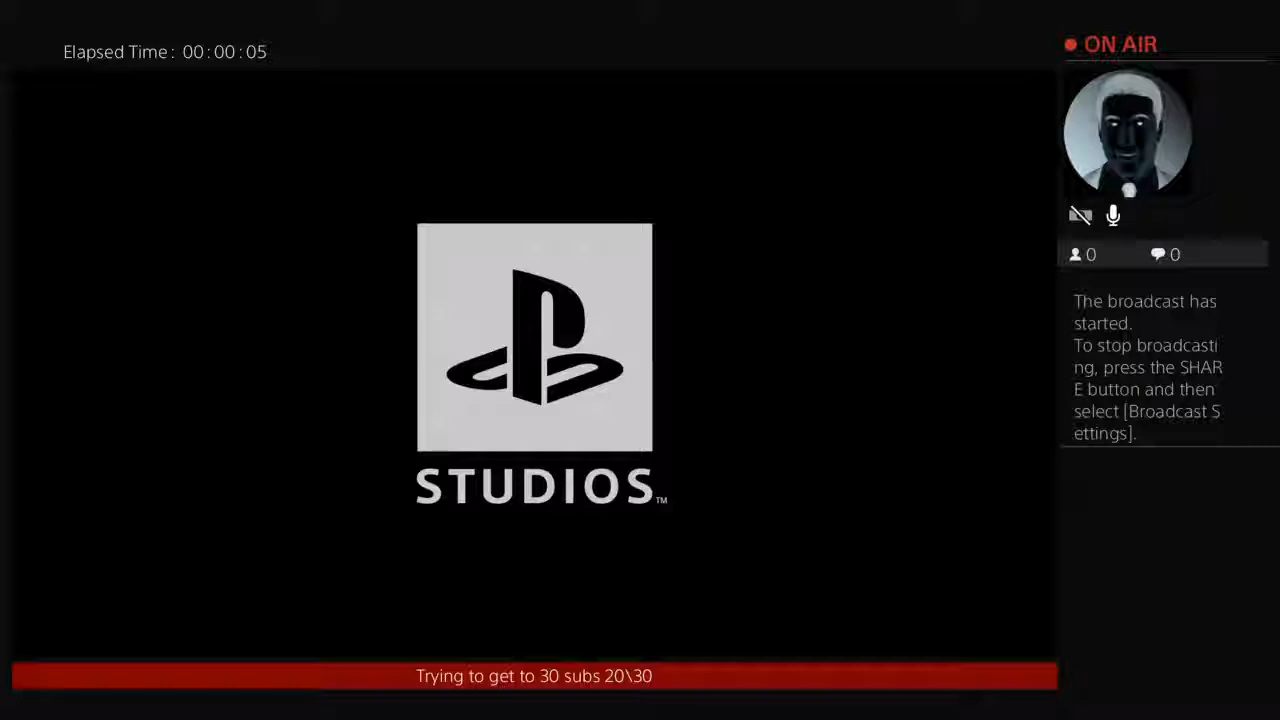 Elapsed Time: 00:00:05
ON AIR
0 0
The broadcast has
started.
To stop broadcasti
ng, press the SHAR
E button and then
select [Broadcast S
ettings].
STUDIOS™
Trying to get to 30 subs 20\30